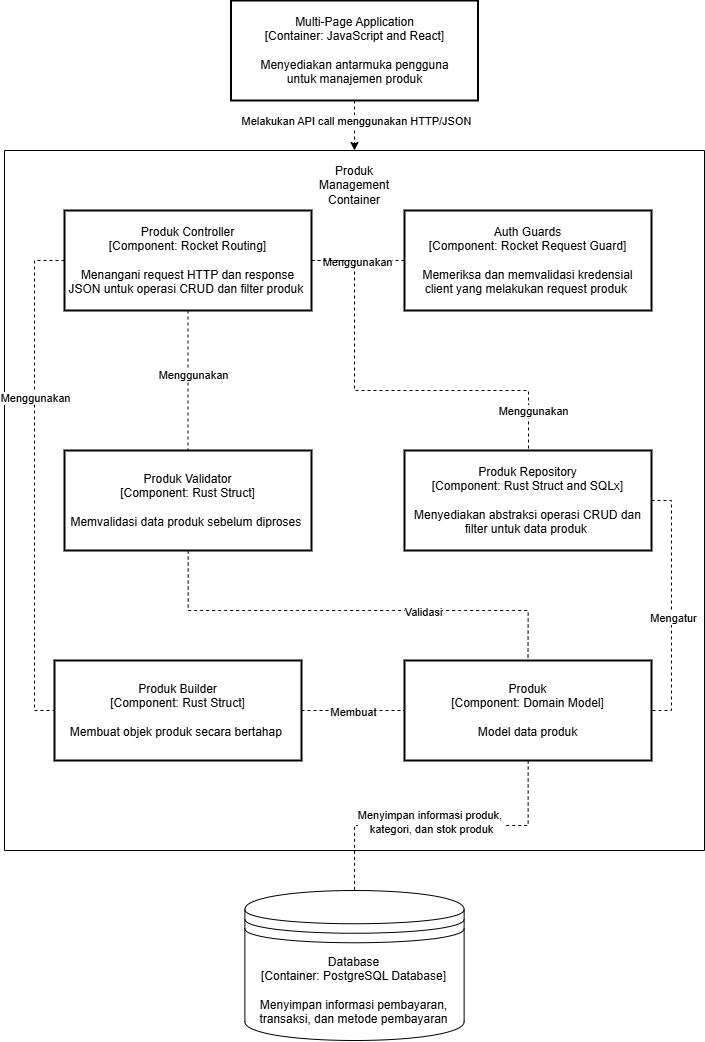 Multi-Page Application
[Container: JavaScript and React]
Menyediakan antarmuka pengguna
untuk manajemen produk
Melakukan API call menggunakan HTTP/JSON
Produk
Management
Container
Produk Controller
[Component: Rocket Routing]
Menangani request HTTP dan response
JSON untuk operasi CRUD dan filter produk
Menggunakan
Auth Guards
[Component: Rocket Request Guard]
Memeriksa dan memvalidasi kredensial
client yang melakukan request produk
Menggunakan
Menggunakan
Menggunakan
Produk Validator
[Component: Rust Struct]
Memvalidasi data produk sebelum diproses
Produk Repository
[Component: Rust Struct and SQLx]
Menyediakan abstraksi operasi CRUD dan
filter untuk data produk
Validasi
Mengatur
Produk Builder
[Component: Rust Struct]
Membuat objek produk secara bertahap
Membuat
Produk
[Component: Domain Model]
Model data produk
Menyimpan informasi produk,
kategori, dan stok produk
Database
[Container: PostgreSQL Database]
Menyimpan informasi pembayaran,
transaksi, dan metode pembayaran